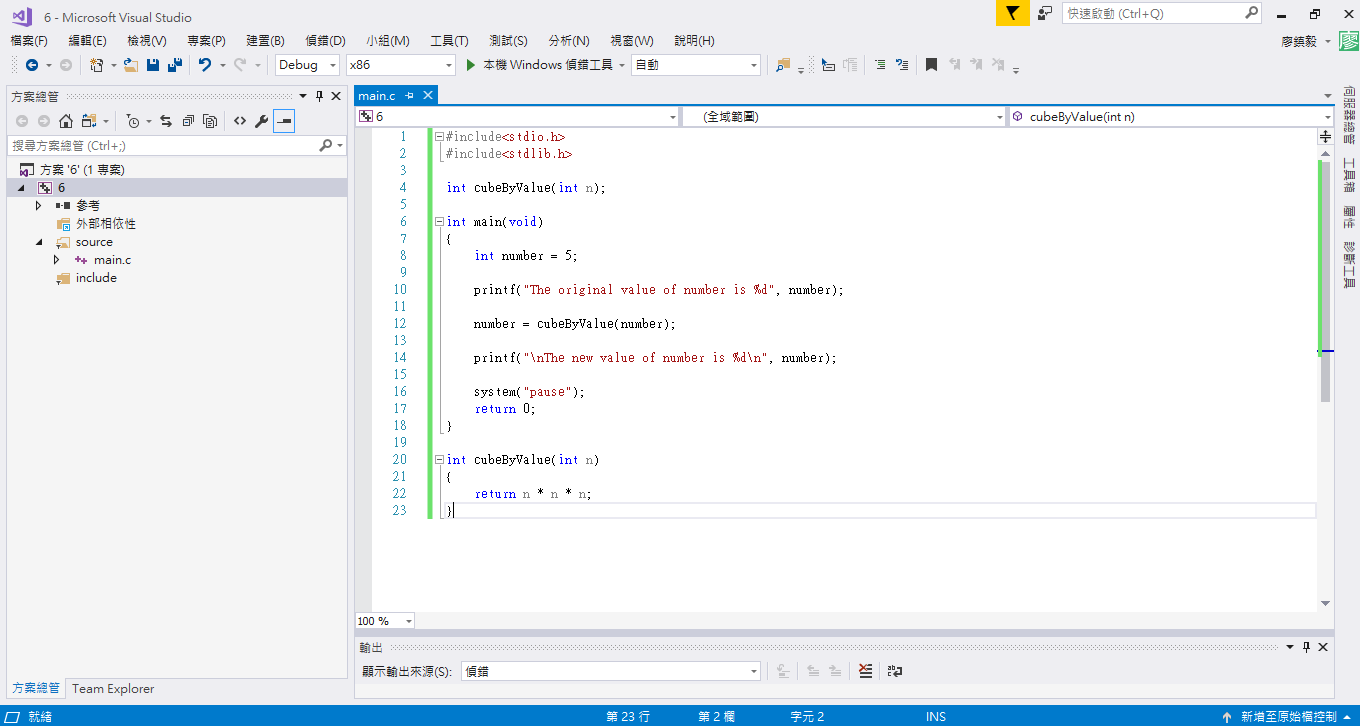 6 - Microsoft Visual Studio
快速啟動 (Ctrl+Q)
檔案(F) 編輯(E) 檢視(V) 專案(P) 建置(B) 偵錯(D) 小組(M) 工具(T) 測試(S) 分析(N) 視窗(W) 說明(H)
Debug x86 本機 Windows 偵錯工具 自動
方案總管
搜尋方案總管 (Ctrl+;)
方案 '6' (1 專案)
6
參考
外部相依性
source
main.c
include
方案總管 Team Explorer
main.c
6 (全域範圍) cubeByValue(int n)
1 #include<stdio.h>
2 #include<stdlib.h>
3
4 int cubeByValue(int n);
5
6 int main(void)
7 {
8 int number = 5;
9
10 printf("The original value of number is %d", number);
11
12 number = cubeByValue(number);
13
14 printf("\nThe new value of number is %d\n", number);
15
16 system("pause");
17 return 0;
18 }
19
20 int cubeByValue(int n)
21 {
22 return n * n * n;
23 }
100 %
輸出
顯示輸出來源(S): 偵錯
伺服器總管
工具箱
屬性
診斷工具
就緒 第 23 行 第 2 欄 字元 2 INS 新增至原始檔控制